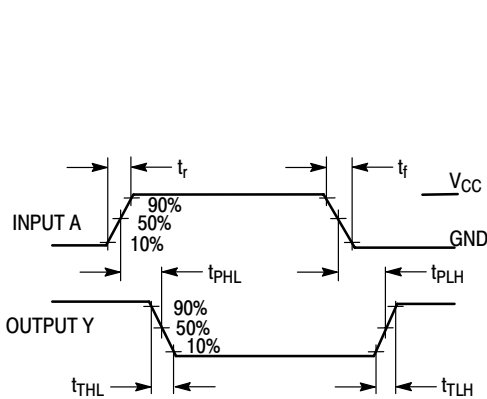 t_r
t_f
V_CC
90%
INPUT A
50%
10%
GND
t_PHL
t_PLH
90%
OUTPUT Y
50%
10%
t_THL
t_TLH